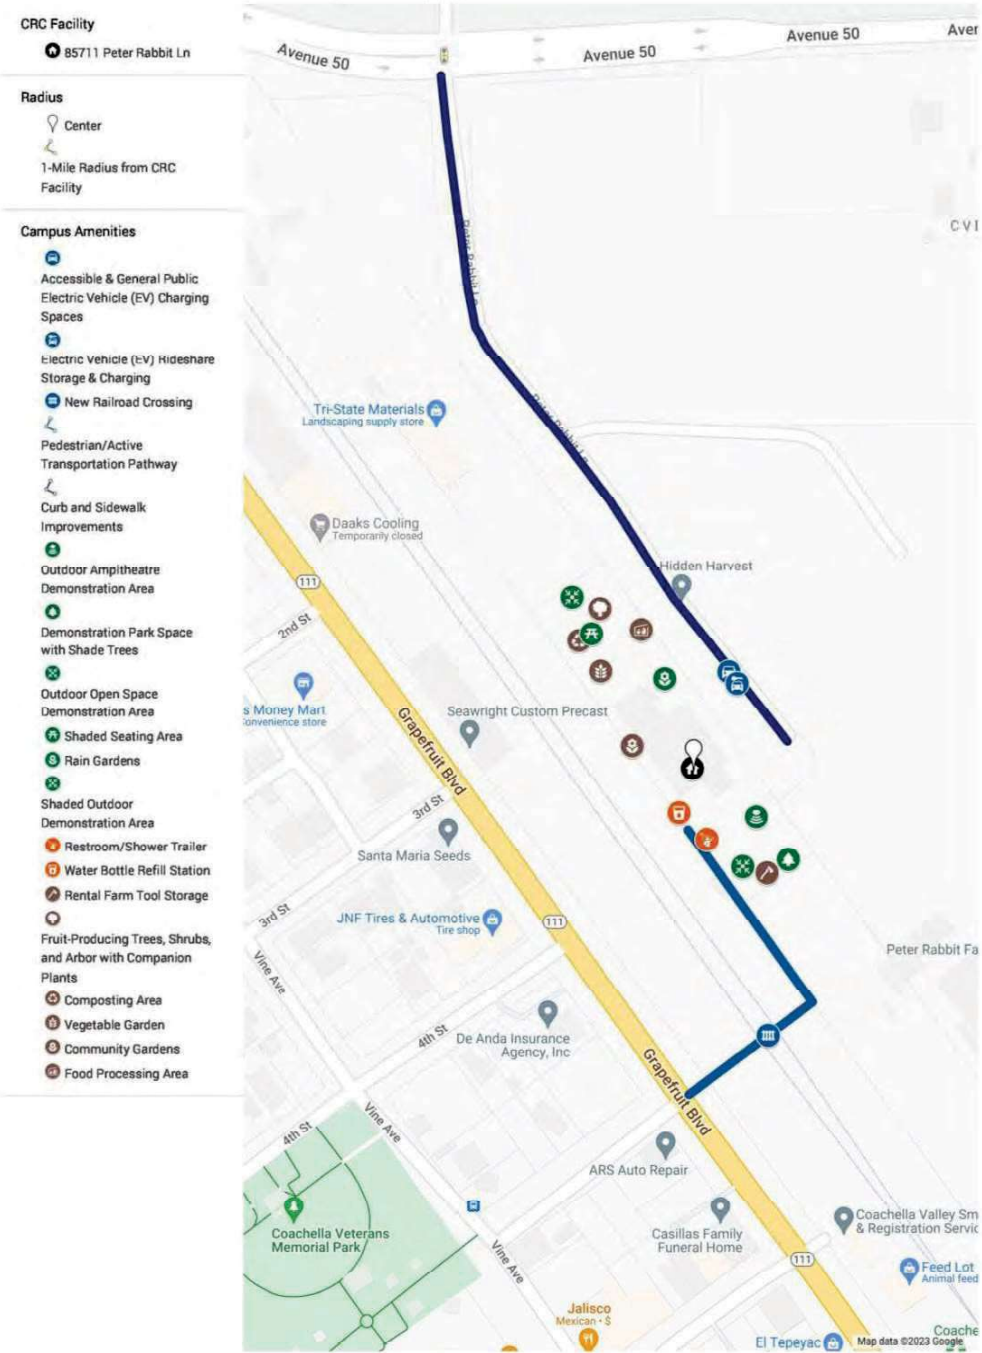 CRC Facility
85711 Peter Rabbit Ln
Radius
Center
1-Mile Radius from CRC
Facility
Campus Amenities
Accessible & General Public
Electric Vehicle (EV) Charging
Spaces
Electric Vehicle (EV) Rideshare
Storage & Charging
New Railroad Crossing
Pedestrian/Active
Transportation Pathway
Curb and Sidewalk
Improvements
Outdoor Ampitheatre
Demonstration Area
Demonstration Park Space
with Shade Trees
Outdoor Open Space
Demonstration Area
Shaded Seating Area
Rain Gardens
Shaded Outdoor
Demonstration Area
Restroom/Shower Trailer
Water Bottle Refill Station
Rental Farm Tool Storage
Fruit-Producing Trees, Shrubs,
and Arbor with Companion
Plants
Composting Area
Vegetable Garden
Community Gardens
Food Processing Area
Avenue 50
Avenue 50
Avenue 50
Aver
Peter Rabbit Ln
CVI
Tri-State Materials
Landscaping supply store
Peter Rabbit Ln
Daaks Cooling
Temporarily closed
Hidden Harvest
111
2nd St
s Money Mart
Convenience store
Seawright Custom Precast
Grapefruit Blvd
3rd St
Santa Maria Seeds
3rd St
JNF Tires & Automotive
Tire shop
111
Vine Ave
Peter Rabbit Fa
4th St
De Anda Insurance
Agency, Inc
Grapefruit Blvd
4th St
Vine Ave
ARS Auto Repair
Coachella Veterans
Memorial Park
Casillas Family
Funeral Home
Coachella Valley Sm
& Registration Servic
Vine Ave
111
Feed Lot
Animal feed
Jalisco
Mexican · $
El Tepeyac
Coache
Map data ©2023 Google